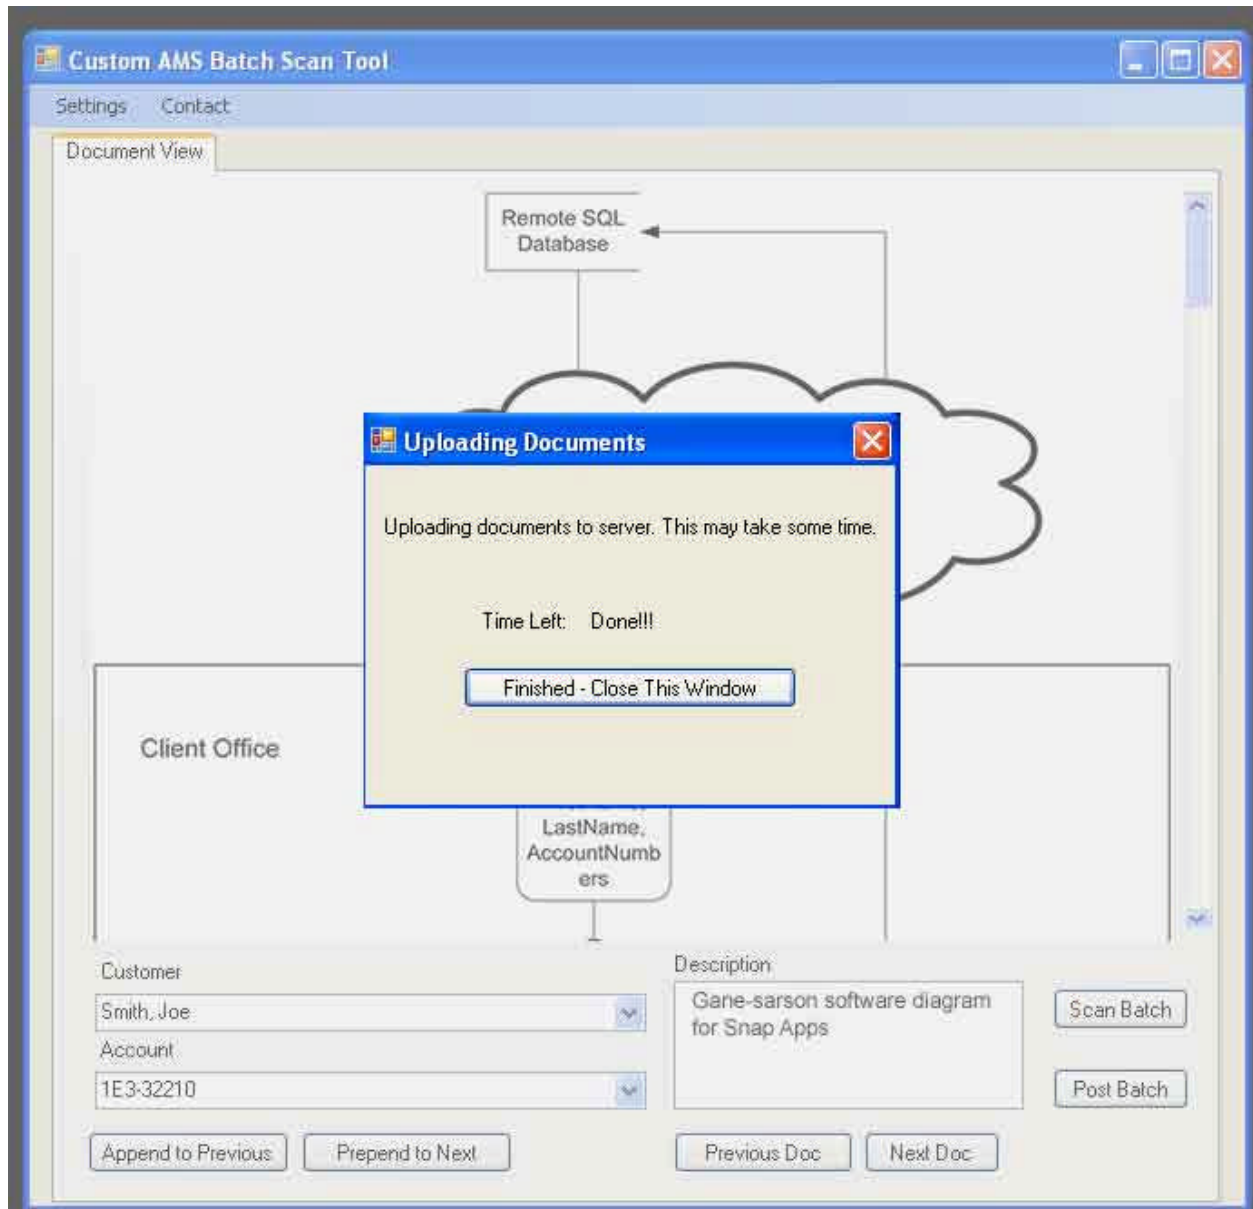 Custom AMS Batch Scan Tool
Settings Contact
Document View
Remote SQL
Database
Uploading Documents
Uploading documents to server. This may take some time.
Time Left: Done!!!
Finished - Close This Window
Client Office
LastName,
AccountNumb
ers
Customer
Smith, Joe
Account
1E3-32210
Append to Previous Prepend to Next
Description
Gane-sarson software diagram
for Snap Apps
Scan Batch
Post Batch
Previous Doc Next Doc